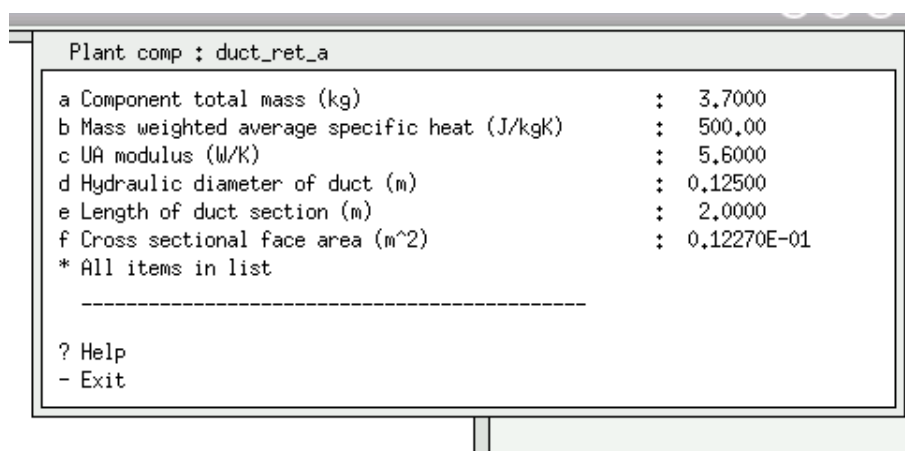 Plant comp : duct_ret_a
a Component total mass (kg) : 3.7000
b Mass weighted average specific heat (J/kgK) : 500.00
c UA modulus (W/K) : 5.6000
d Hydraulic diameter of duct (m) : 0.12500
e Length of duct section (m) : 2.0000
f Cross sectional face area (m^2) : 0.12270E-01
* All items in list
---------------------------------------------
? Help
- Exit